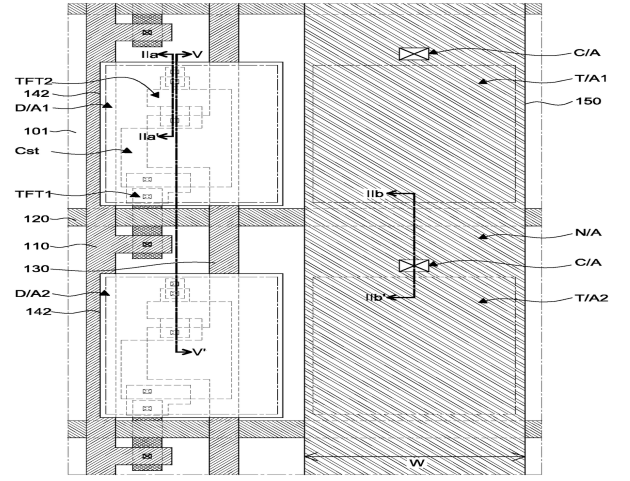 IIa V
C/A
TFT2
T/A1
142
150
D/A1
101
IIa'
Cst
TFT1
IIb
120
N/A
110
C/A
130
D/A2
IIb'
T/A2
142
V'
W